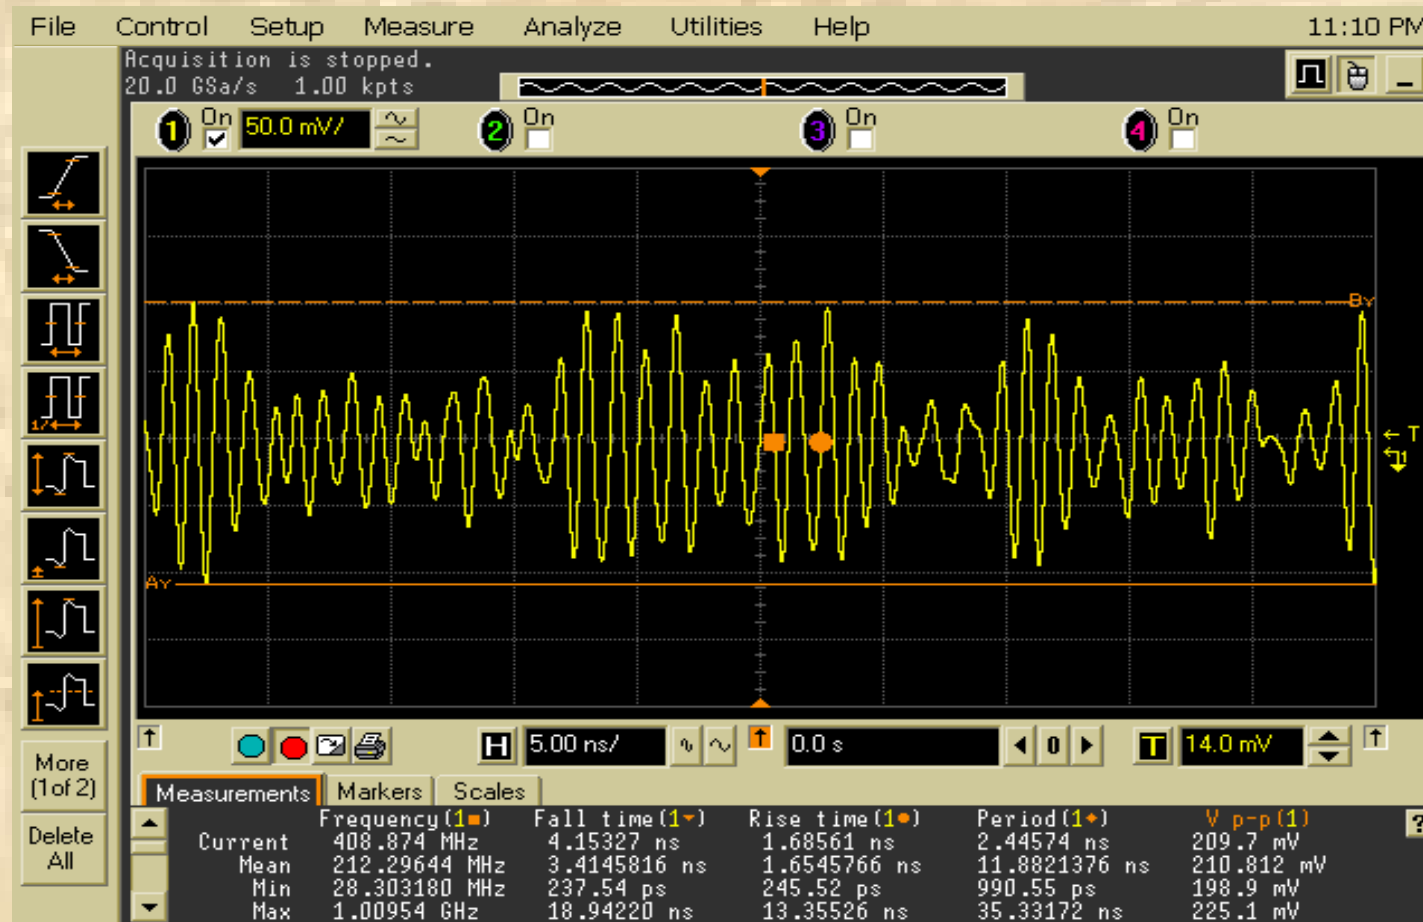 File Control Setup Measure Analyze Utilities Help 11:10 PM
Acquisition is stopped.
20.0 GSa/s 1.00 kpts
1 On 50.0 mV/ 2 On 3 On 4 On
By
T
1
Ay
H 5.00 ns/ 0.0 s 0 T 14.0 mV
More
(1 of 2)
Delete
All
Measurements Markers Scales
Frequency(1■) Fall time(1▾) Rise time(1●) Period(1◆) V p-p(1) ?
Current 408.874 MHz 4.15327 ns 1.68561 ns 2.44574 ns 209.7 mV
Mean 212.29644 MHz 3.4145816 ns 1.6545766 ns 11.8821376 ns 210.812 mV
Min 28.303180 MHz 237.54 ps 245.52 ps 990.55 ps 198.9 mV
Max 1.00954 GHz 18.94220 ns 13.35526 ns 35.33172 ns 225.1 mV